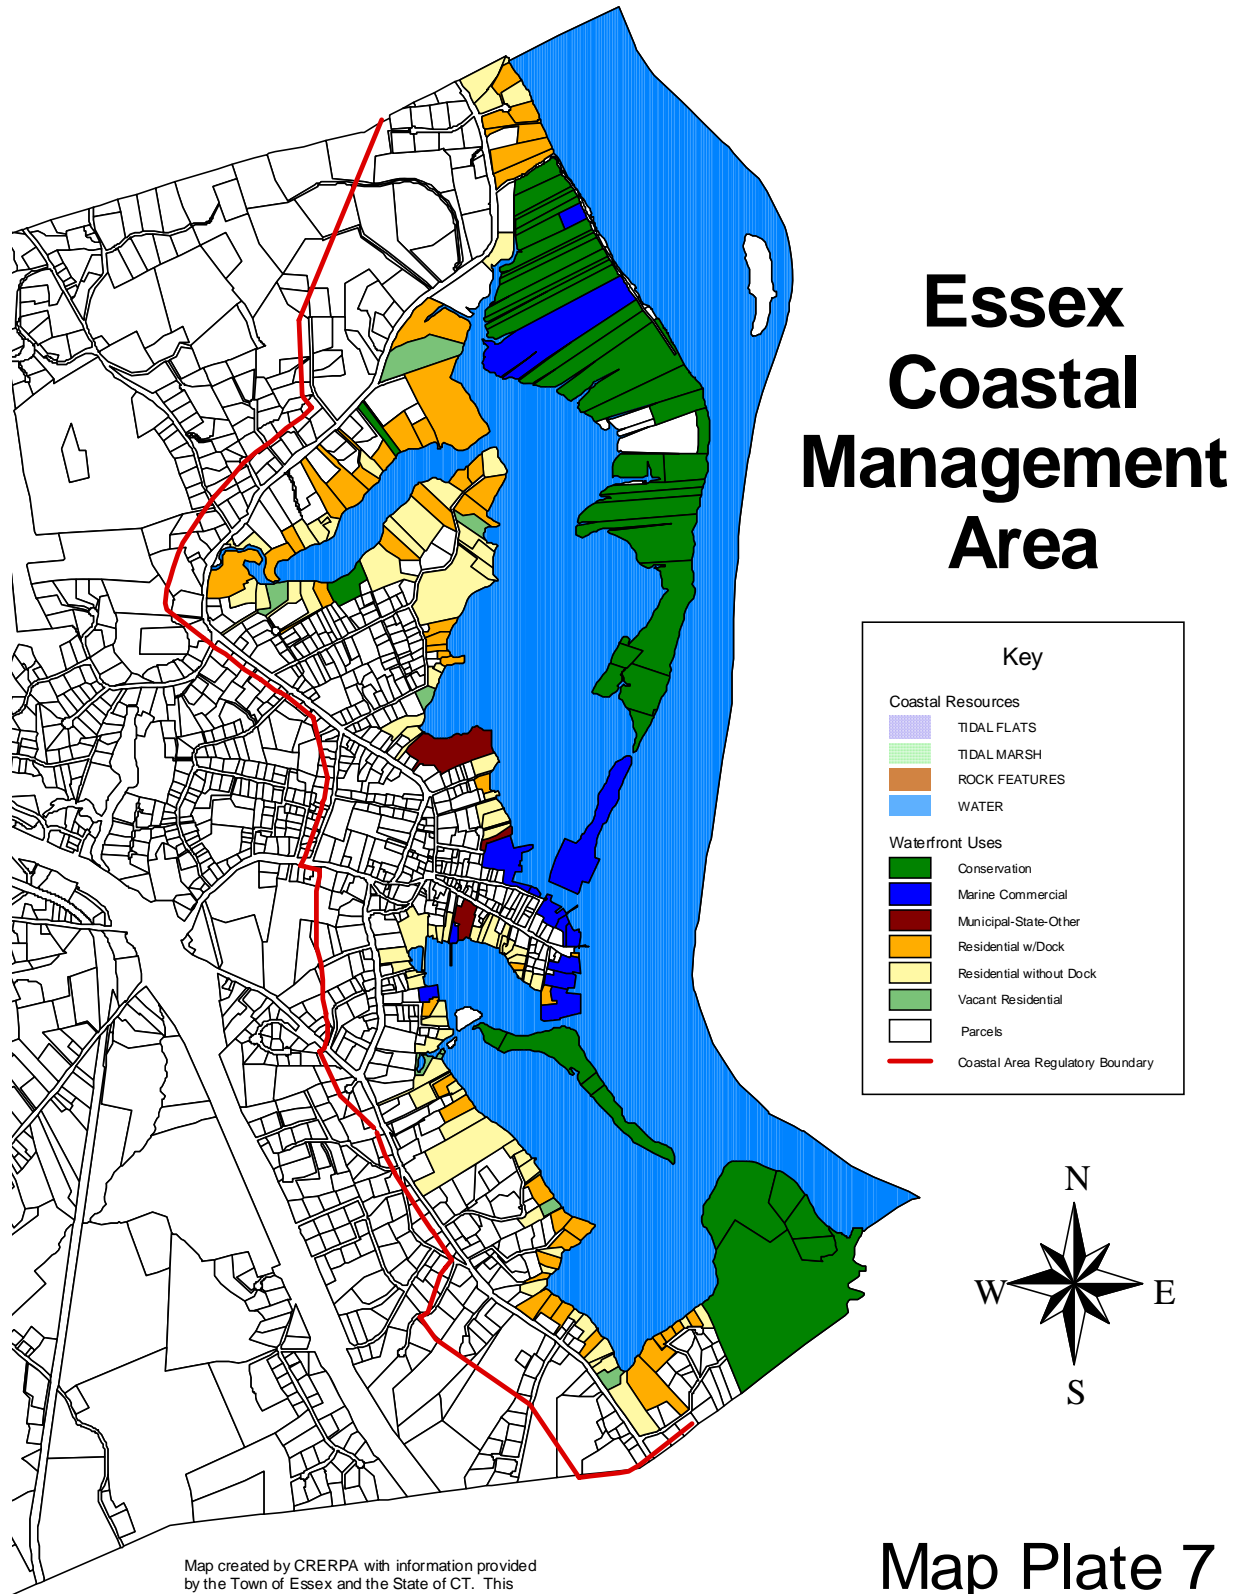 Essex
Coastal
Management
Area
Key
Coastal Resources
TIDAL FLATS
TIDAL MARSH
ROCK FEATURES
WATER
Waterfront Uses
Conservation
Marine Commercial
Municipal-State-Other
Residential w/Dock
Residential without Dock
Vacant Residential
Parcels
Coastal Area Regulatory Boundary
N
W E
S
Map created by CRERPA with information provided
by the Town of Essex and the State of CT. This
Map Plate 7